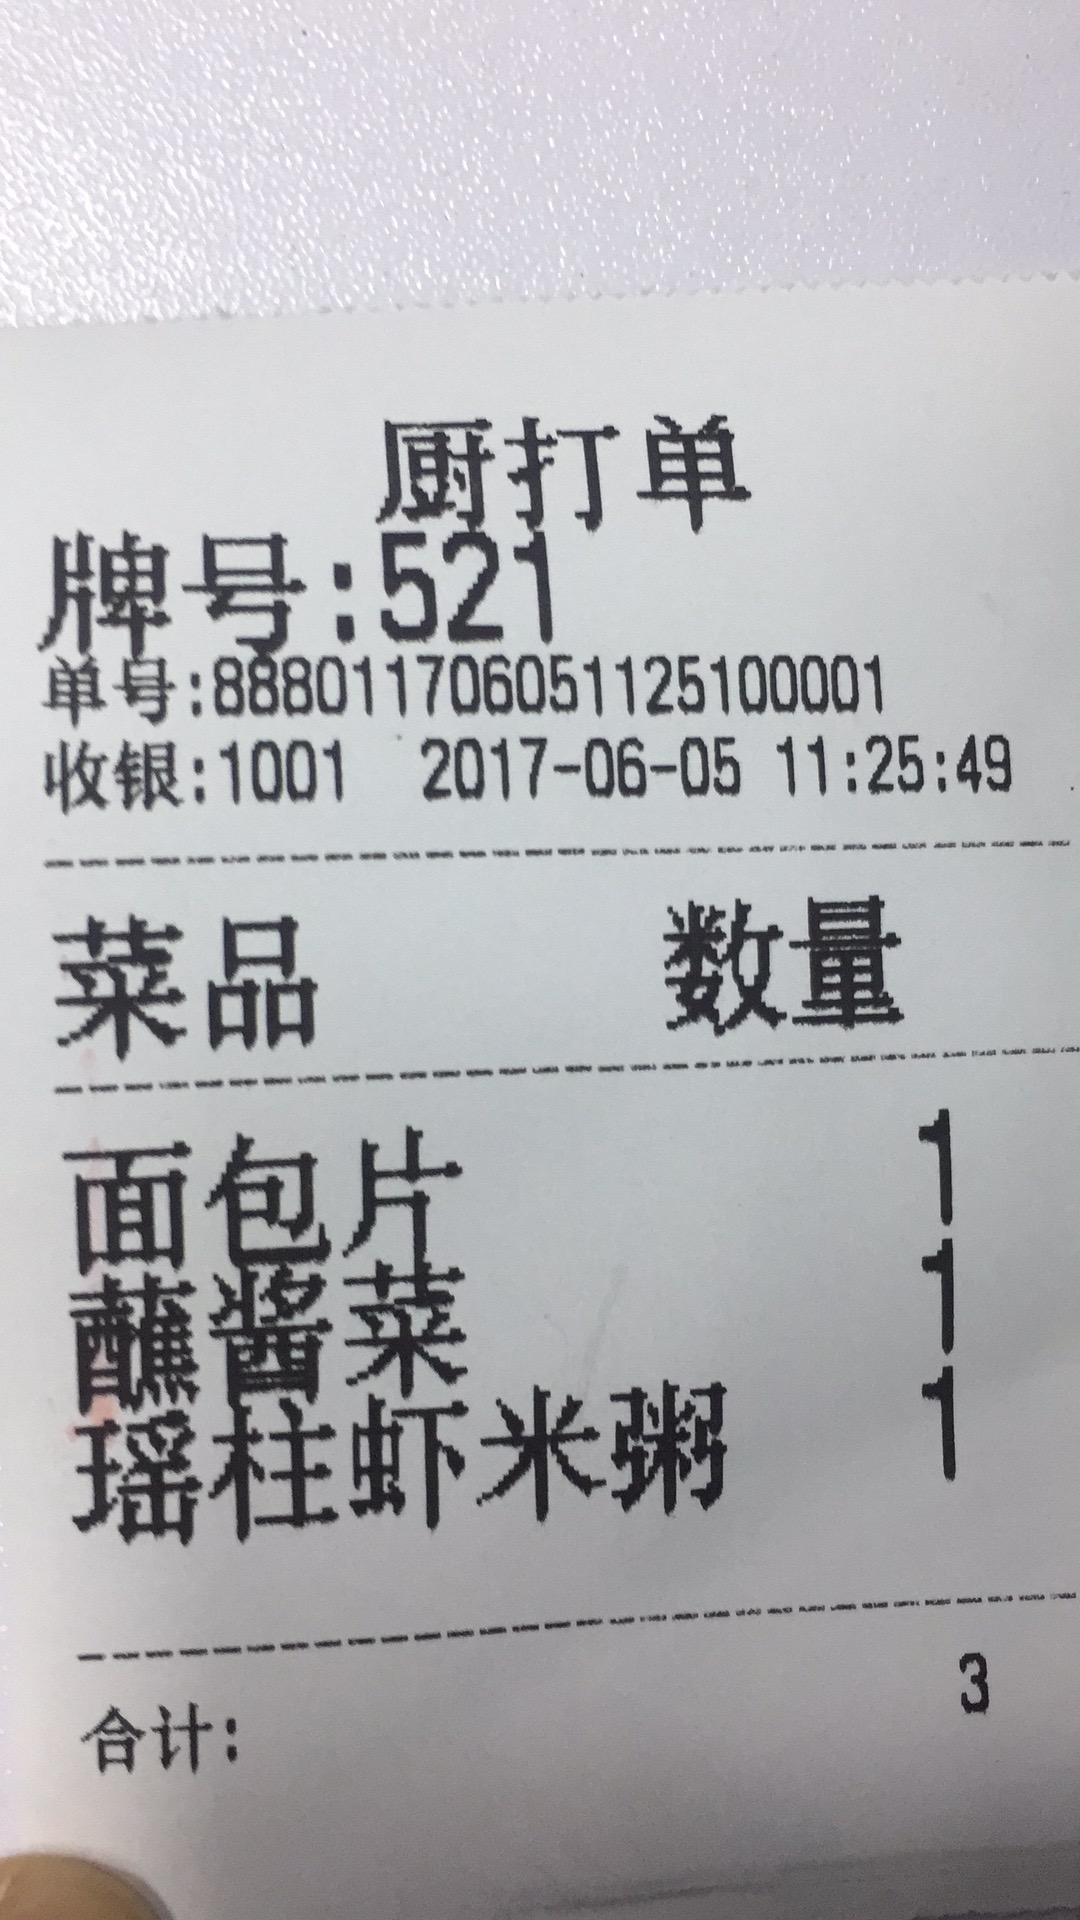 厨打单
牌号:521
单号:888011706051125100001
收银:1001 2017-06-05 11:25:49
菜品 数量
面包片 1
蘸酱菜 1
瑶柱虾米粥 1
3
合计: